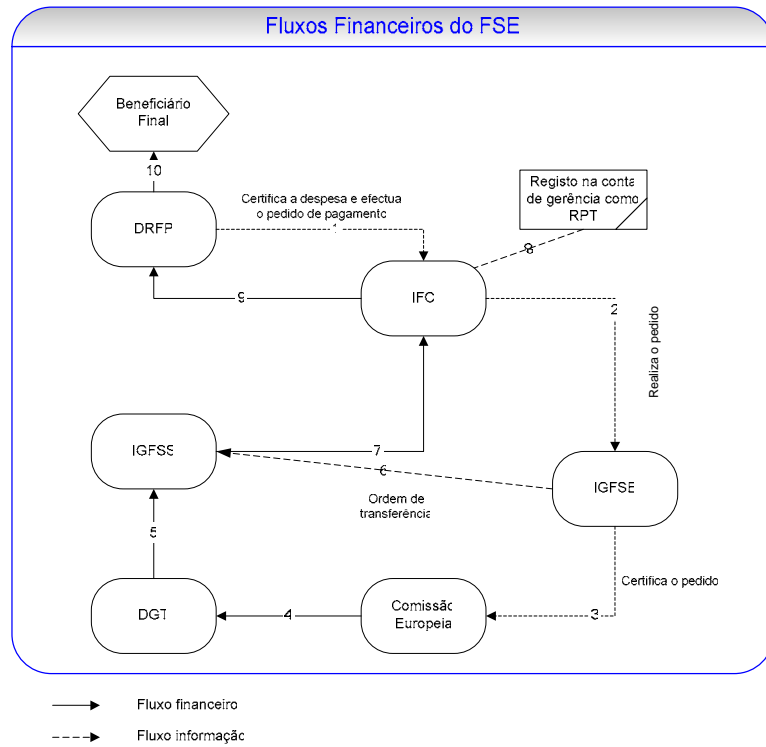 Fluxos Financeiros do FSE
Beneficiário
Final
10
DRFP
Certifica a despesa e efectua
o pedido de pagamento
1
Registo na conta
de gerência como
RPT
8
IFC
9
2
Realiza o pedido
IGFSS
7
6
Ordem de
transferência
IGFSE
5
Certifica o pedido
DGT
4
Comissão
Europeia
3
Fluxo financeiro
Fluxo informação